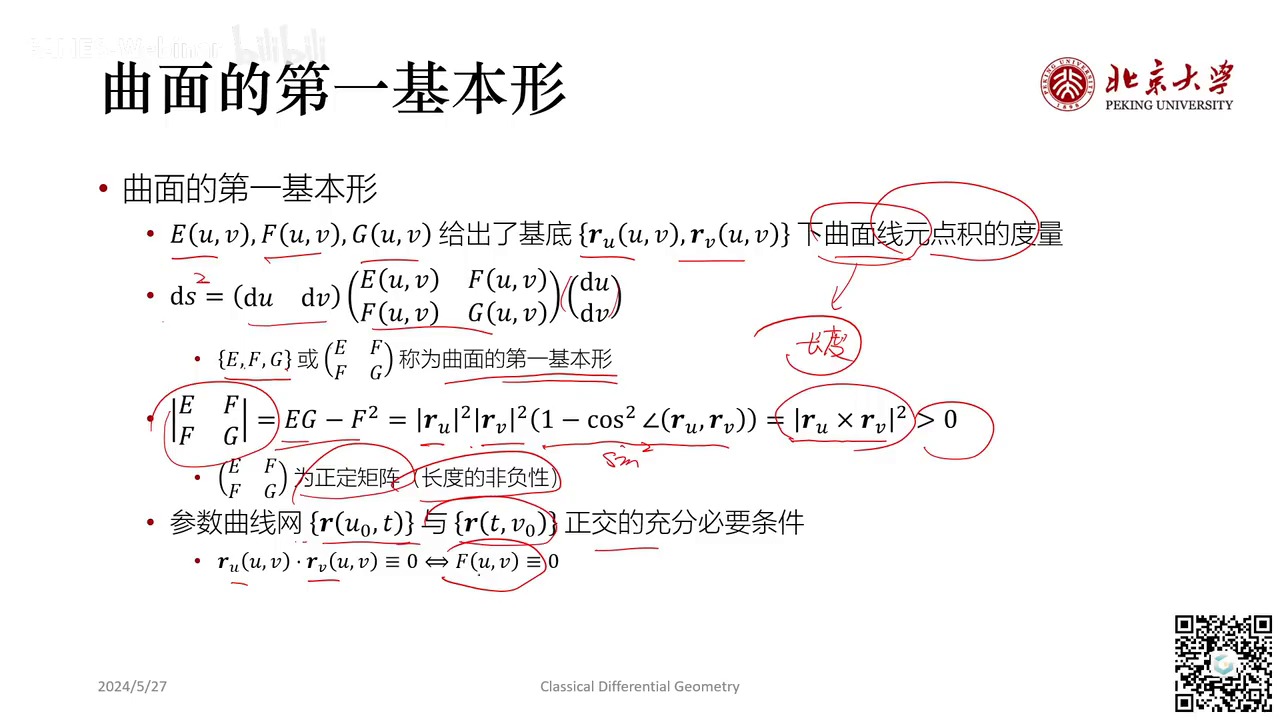 bilibili
曲面的第一基本形
北京大学
PEKING UNIVERSITY
• 曲面的第一基本形
• E(u,v), F(u,v), G(u,v) 给出了基底 {r_u(u,v), r_v(u,v)} 下曲面线元点积的度量
• ds² = (du dv) (E(u,v) F(u,v) F(u,v) G(u,v)) (du dv)
长度
• {E,F,G} 或 (E F F G) 称为曲面的第一基本形
• |E F F G| = EG − F² = |r_u|²|r_v|²(1 − cos²∠(r_u, r_v)) = |r_u × r_v|² > 0
sin²
• (E F F G) 为正定矩阵（长度的非负性）
• 参数曲线网 {r(u₀,t)} 与 {r(t,v₀)} 正交的充分必要条件
• r_u(u,v) · r_v(u,v) ≡ 0 ⇔ F(u,v) ≡ 0
2024/5/27
Classical Differential Geometry